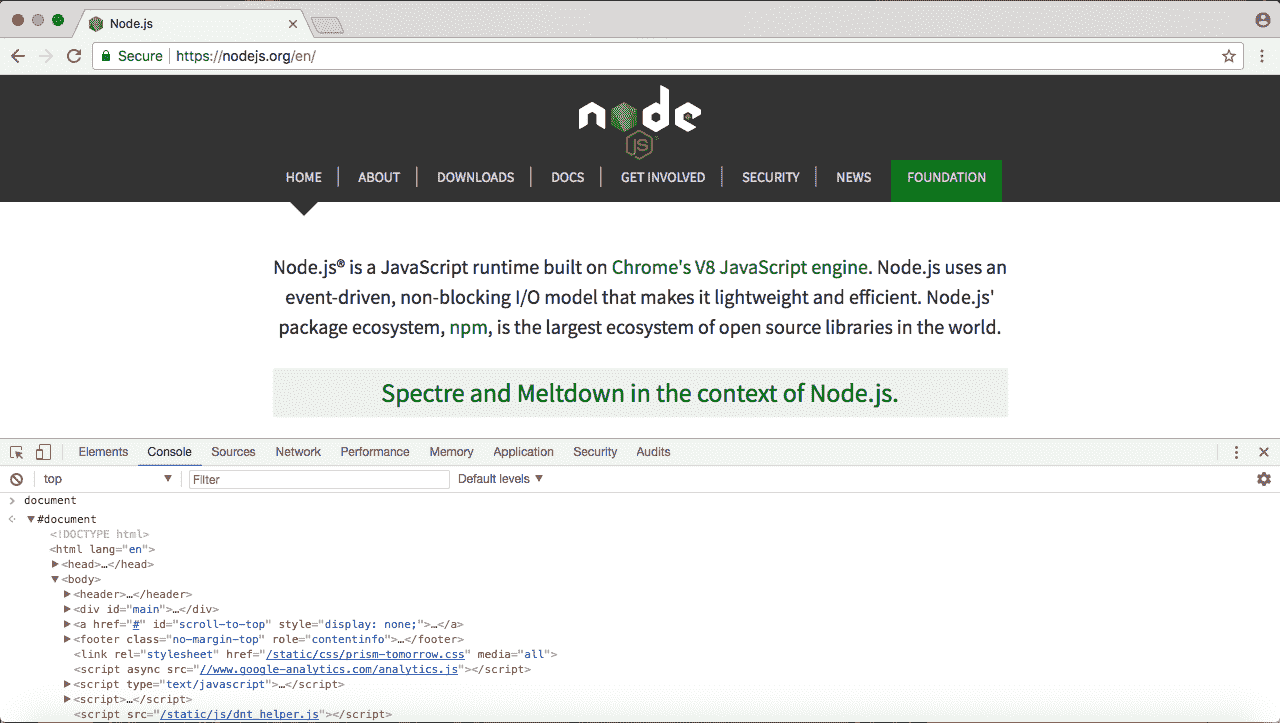 Node.js
Secure https://nodejs.org/en/
node
JS
HOME ABOUT DOWNLOADS DOCS GET INVOLVED SECURITY NEWS FOUNDATION
Node.js® is a JavaScript runtime built on Chrome's V8 JavaScript engine. Node.js uses an
event-driven, non-blocking I/O model that makes it lightweight and efficient. Node.js'
package ecosystem, npm, is the largest ecosystem of open source libraries in the world.
Spectre and Meltdown in the context of Node.js.
Elements Console Sources Network Performance Memory Application Security Audits
top Filter Default levels
document
#document
<!DOCTYPE html>
<html lang="en">
<head>…</head>
<body>
<header>…</header>
<div id="main">…</div>
<a href="#" id="scroll-to-top" style="display: none;">…</a>
<footer class="no-margin-top" role="contentinfo">…</footer>
<link rel="stylesheet" href="/static/css/prism-tomorrow.css" media="all">
<script async src="//www.google-analytics.com/analytics.js"></script>
<script type="text/javascript">…</script>
<script>…</script>
<script src="/static/js/dnt_helper.js"></script>